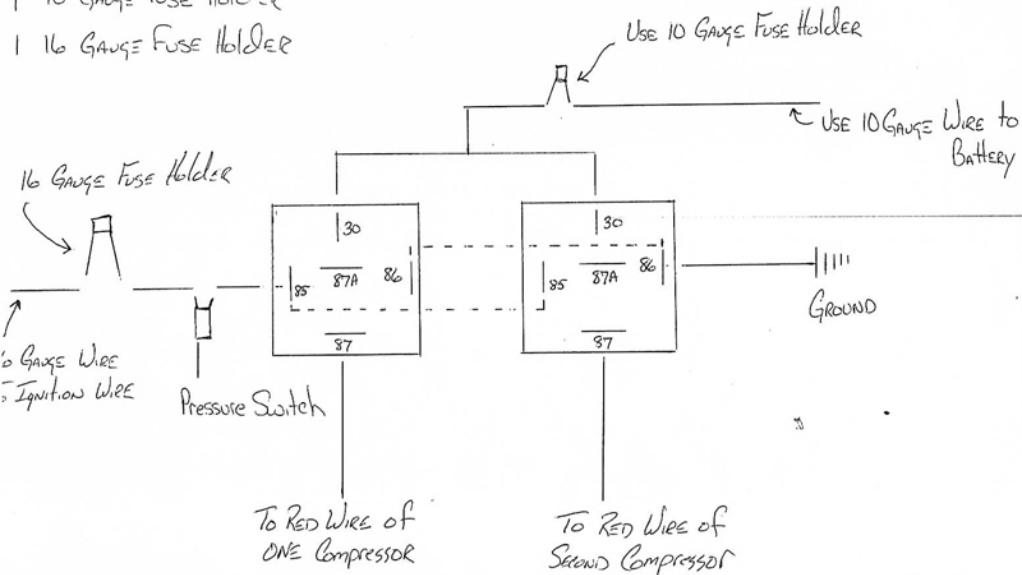 1 16 Gauge Fuse Holder
Use 10 Gauge Fuse Holder
Use 10 Gauge Wire to
Battery
16 Gauge Fuse Holder
30
30
85
87A
86
85
87A
86
87
87
Ground
Gauge Wire
Ignition Wire
Pressure Switch
To Red Wire of
One Compressor
To Red Wire of
Second Compressor